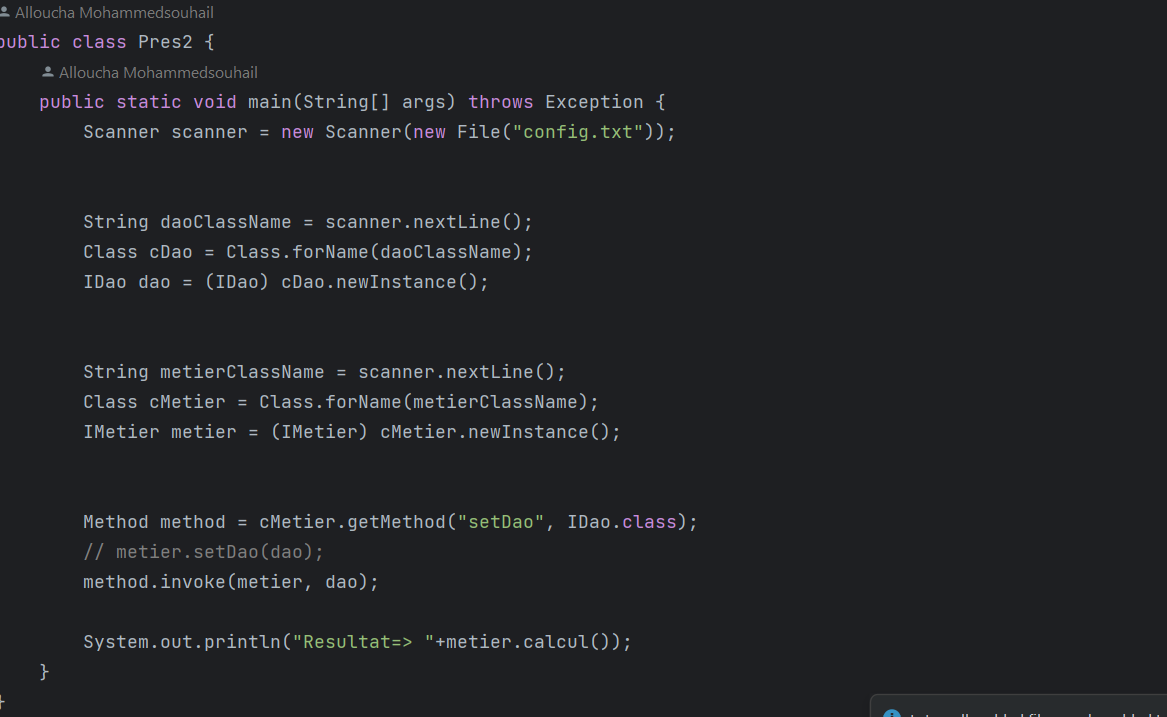 Alloucha Mohammedsouhail
public class Pres2 {
Alloucha Mohammedsouhail
public static void main(String[] args) throws Exception {
Scanner scanner = new Scanner(new File("config.txt"));
String daoClassName = scanner.nextLine();
Class cDao = Class.forName(daoClassName);
IDao dao = (IDao) cDao.newInstance();
String metierClassName = scanner.nextLine();
Class cMetier = Class.forName(metierClassName);
IMetier metier = (IMetier) cMetier.newInstance();
Method method = cMetier.getMethod("setDao", IDao.class);
// metier.setDao(dao);
method.invoke(metier, dao);
System.out.println("Resultat=> "+metier.calcul());
}
}